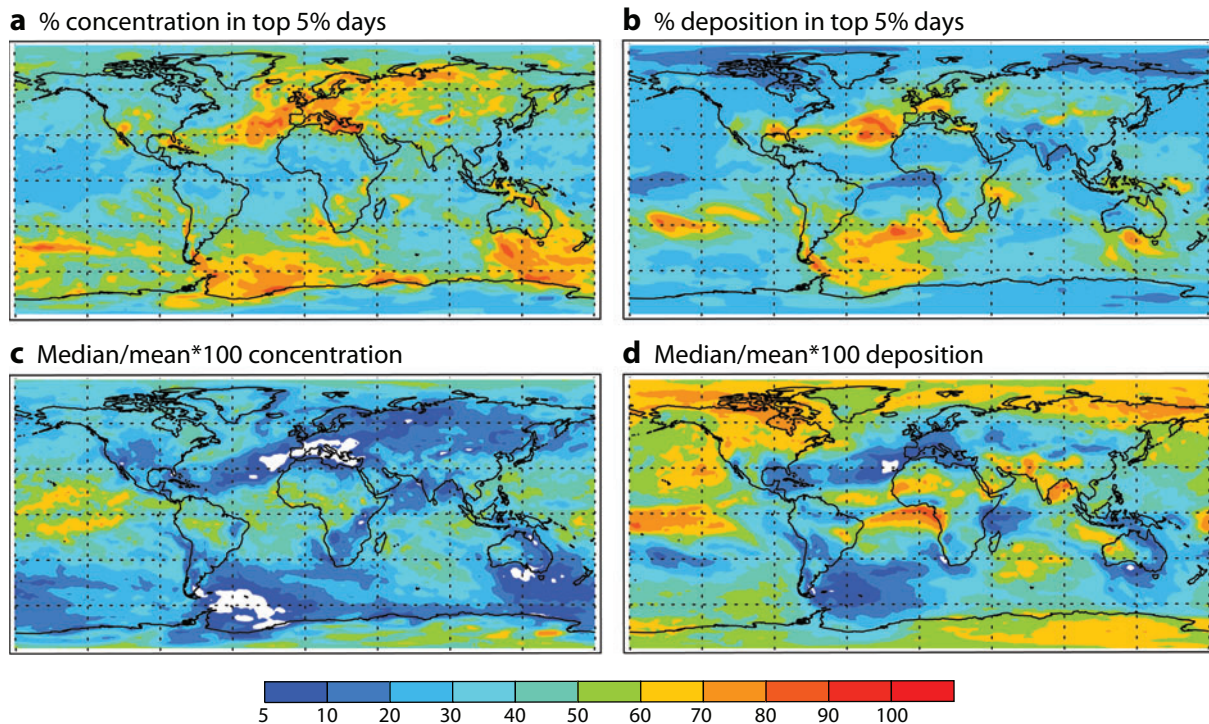 a % concentration in top 5% days
b % deposition in top 5% days
c Median/mean*100 concentration
d Median/mean*100 deposition
5 10 20 30 40 50 60 70 80 90 100